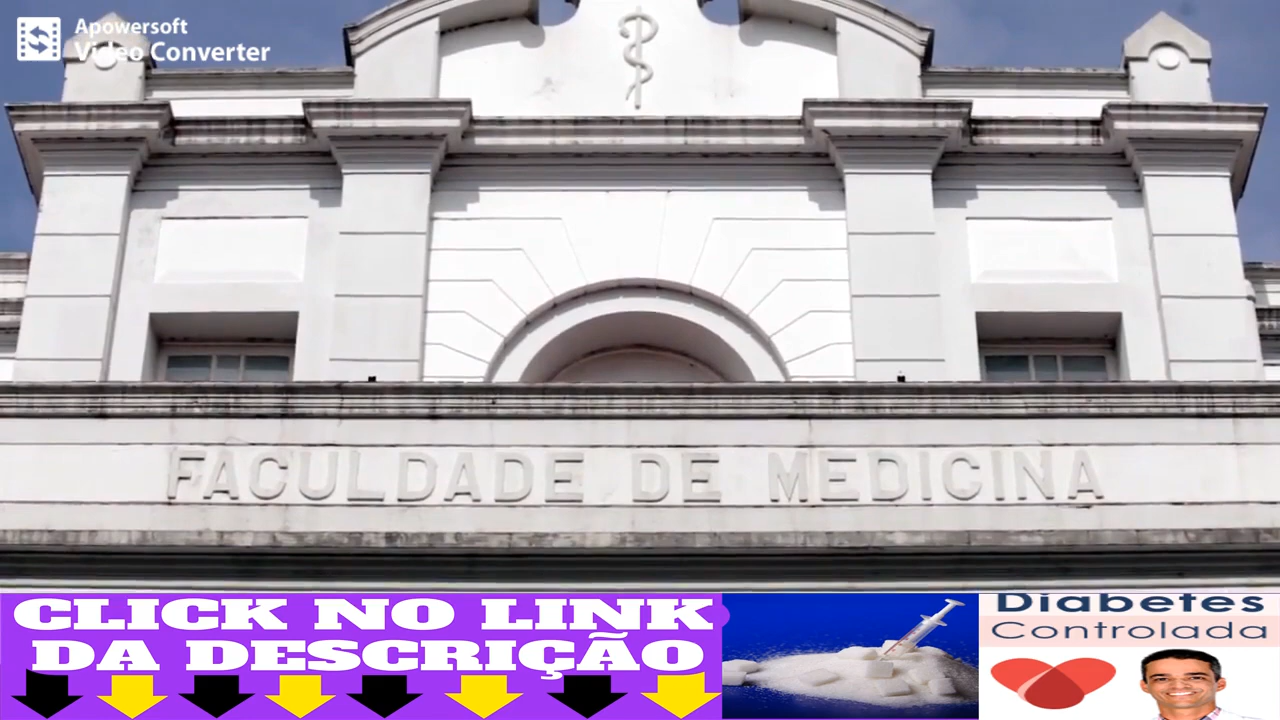 Apowersoft
Video Converter
FACULDADE DE MEDICINA
CLICK NO LINK
DA DESCRIÇÃO
Diabetes
Controlada